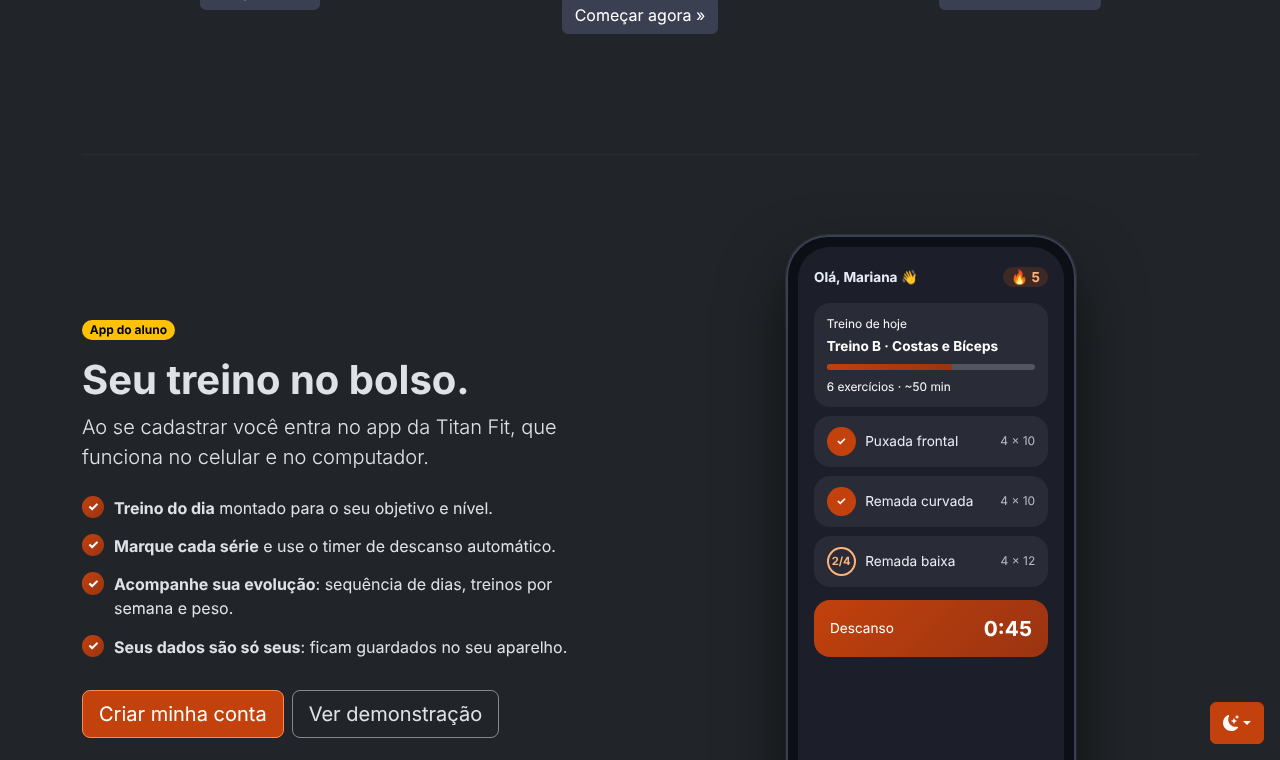 Começar agora »
App do aluno
Seu treino no bolso.
Ao se cadastrar você entra no app da Titan Fit, que
funciona no celular e no computador.
Treino do dia montado para o seu objetivo e nível.
Marque cada série e use o timer de descanso automático.
Acompanhe sua evolução: sequência de dias, treinos por
semana e peso.
Seus dados são só seus: ficam guardados no seu aparelho.
Criar minha conta
Ver demonstração
Olá, Mariana 👋
🔥 5
Treino de hoje
Treino B · Costas e Bíceps
6 exercícios · ~50 min
Puxada frontal 4 × 10
Remada curvada 4 × 10
2/4 Remada baixa 4 × 12
Descanso 0:45